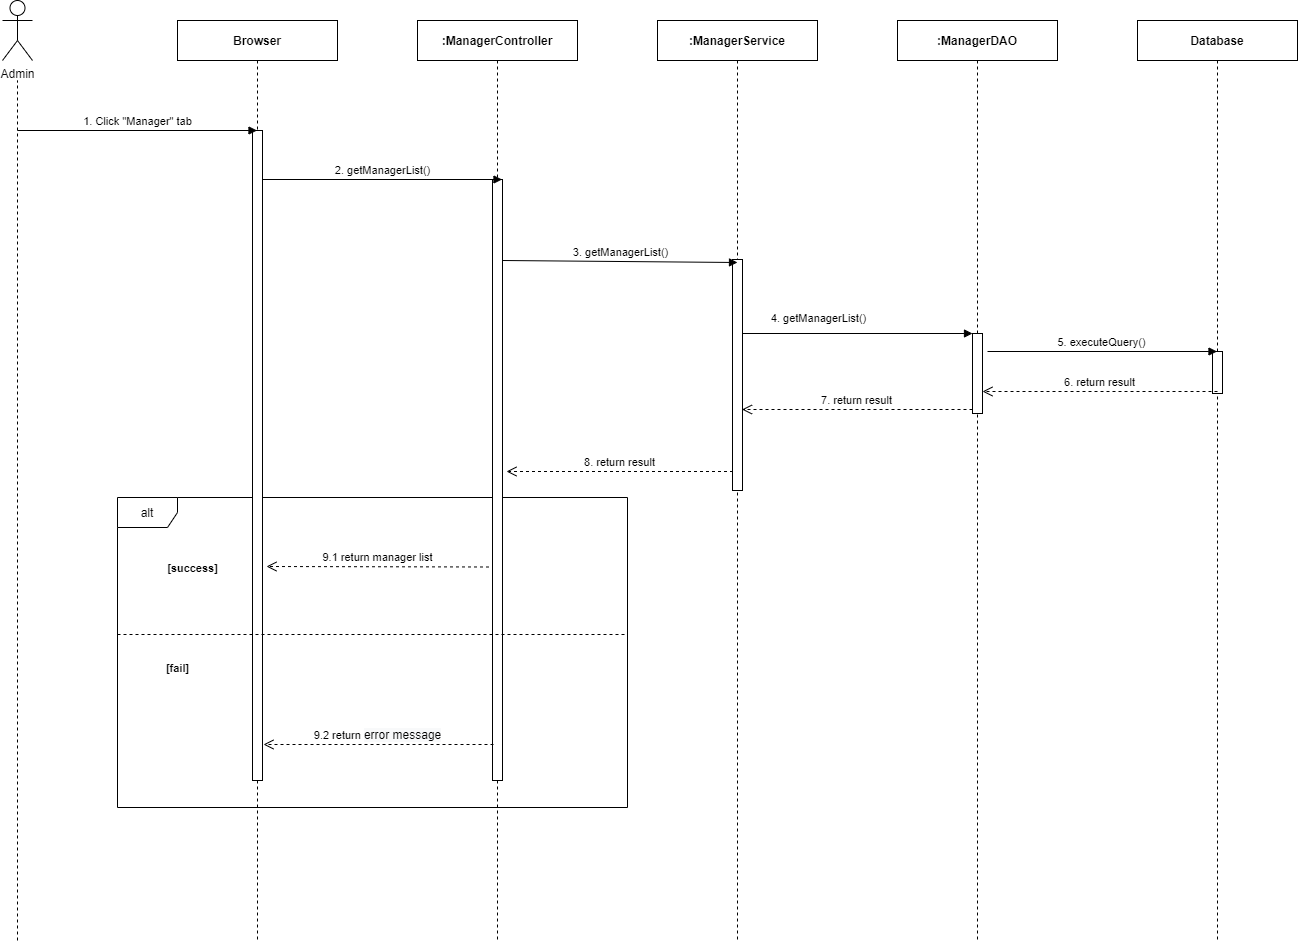 Browser
:ManagerController
:ManagerService
:ManagerDAO
Database
Admin
1. Click "Manager" tab
2. getManagerList()
3. getManagerList()
4. getManagerList()
5. executeQuery()
6. return result
7. return result
8. return result
alt
9.1 return manager list
[success]
[fail]
9.2 return error message